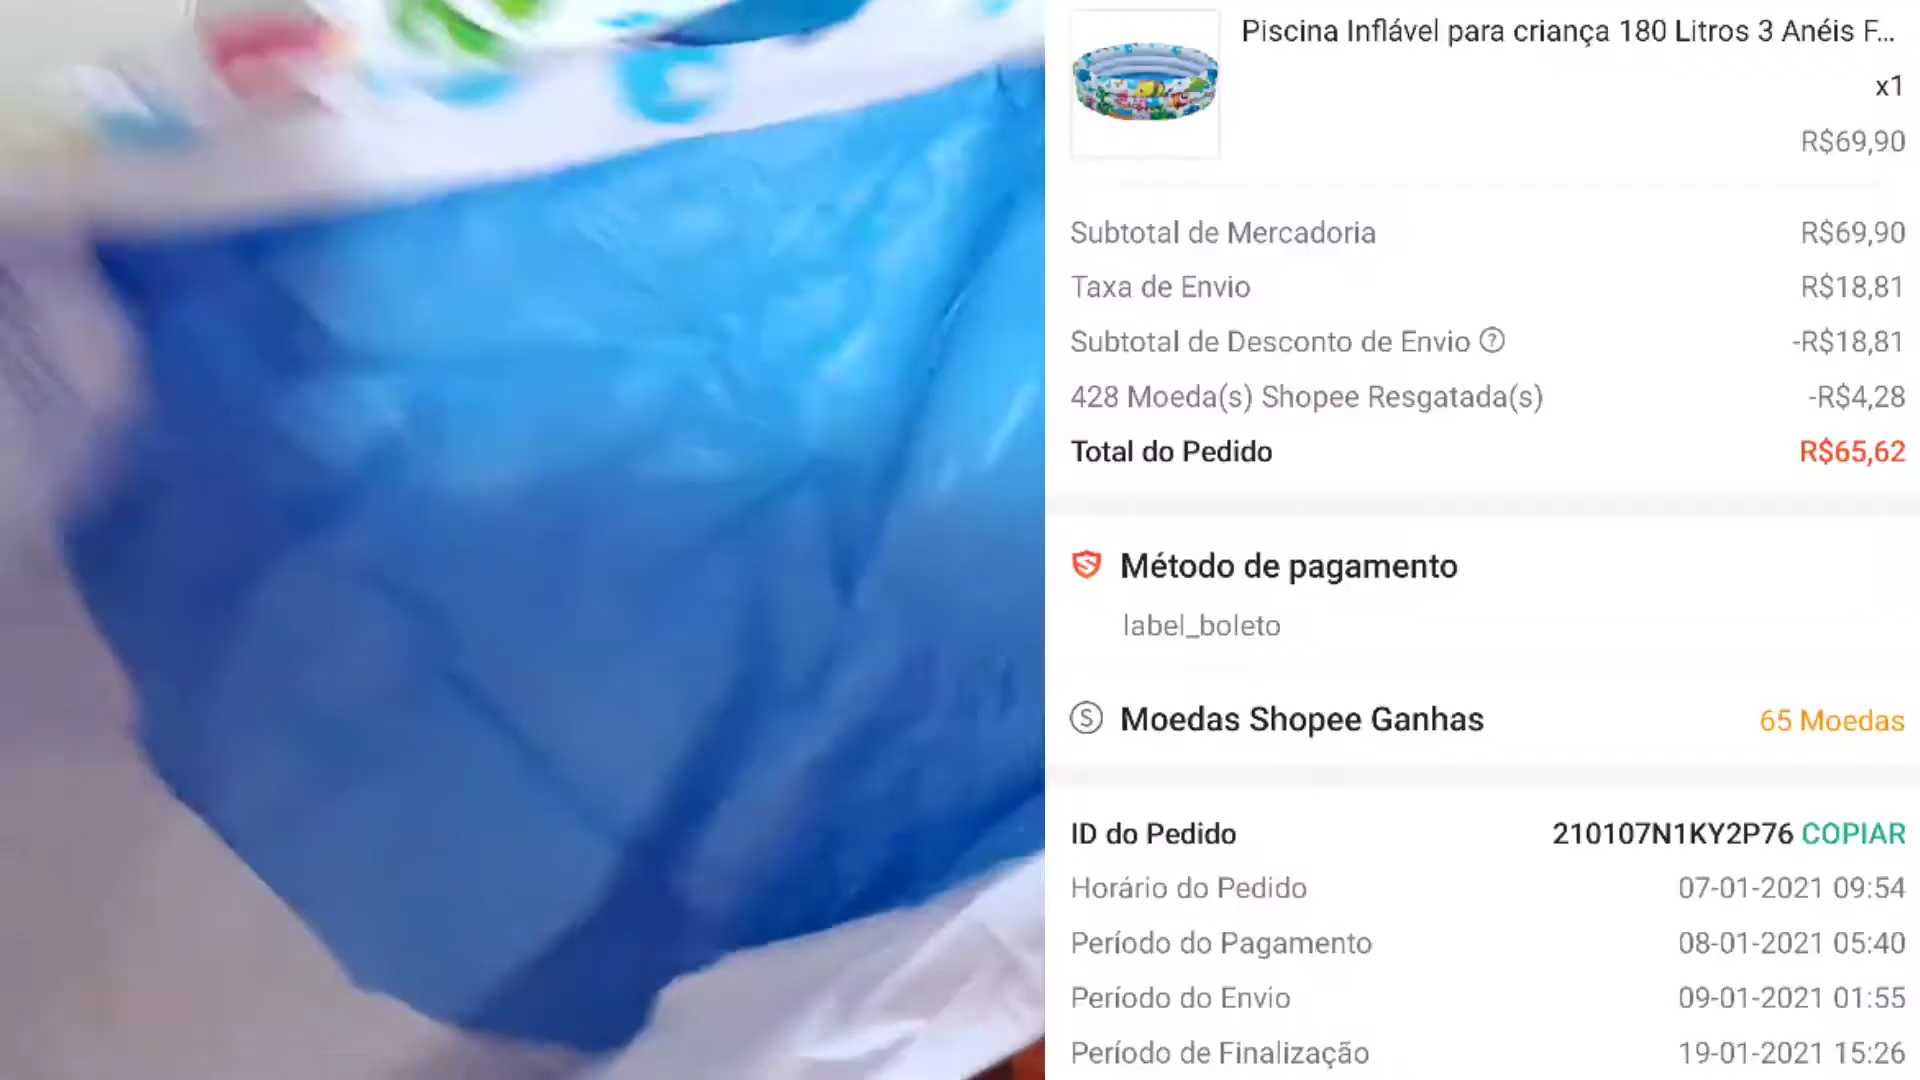 Piscina Inflável para criança 180 Litros 3 Anéis F...
x1
R$69,90
Subtotal de Mercadoria R$69,90
Taxa de Envio R$18,81
Subtotal de Desconto de Envio ? -R$18,81
428 Moeda(s) Shopee Resgatada(s) -R$4,28
Total do Pedido R$65,62
Método de pagamento
label_boleto
Moedas Shopee Ganhas 65 Moedas
ID do Pedido 210107N1KY2P76 COPIAR
Horário do Pedido 07-01-2021 09:54
Período do Pagamento 08-01-2021 05:40
Período do Envio 09-01-2021 01:55
Período de Finalização 19-01-2021 15:26